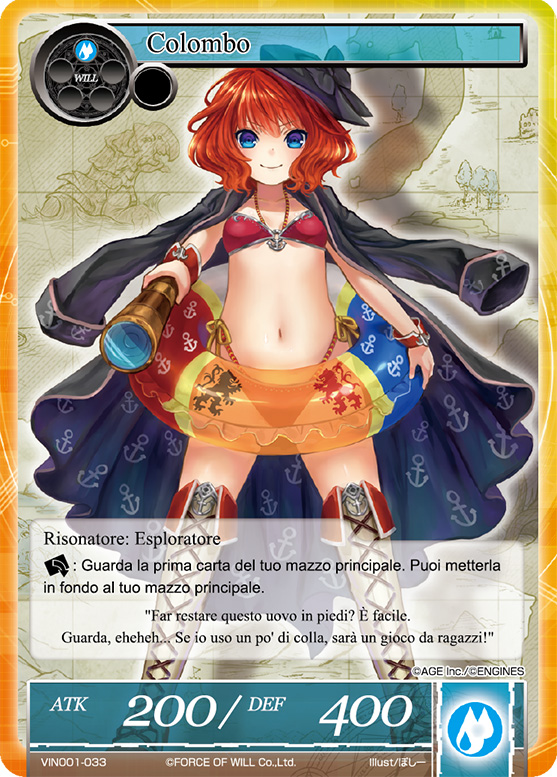 Colombo
WILL
Risonatore: Esploratore
: Guarda la prima carta del tuo mazzo principale. Puoi metterla
in fondo al tuo mazzo principale.
"Far restare questo uovo in piedi? È facile.
Guarda, eheheh... Se io uso un po' di colla, sarà un gioco da ragazzi!"
©AGE Inc./©ENGINES
ATK 200 / DEF 400
VIN001-033 ©FORCE OF WILL Co.,Ltd. Illust/ぽしー